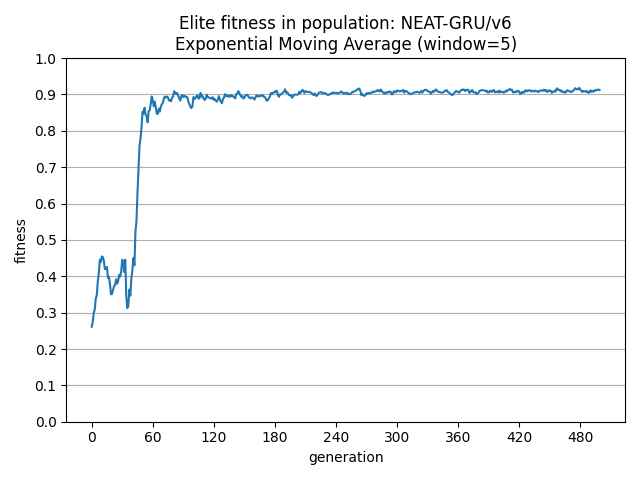 Elite fitness in population: NEAT-GRU/v6
Exponential Moving Average (window=5)
fitness
1.0
0.9
0.8
0.7
0.6
0.5
0.4
0.3
0.2
0.1
0.0
0 60 120 180 240 300 360 420 480
generation